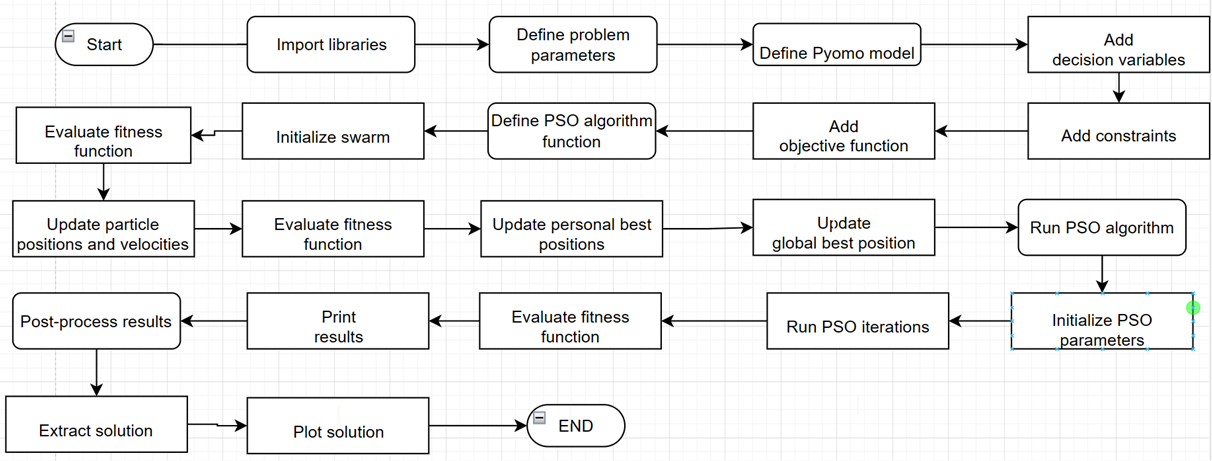 Start
Import libraries
Define problem
parameters
Define Pyomo model
Add
decision variables
Evaluate fitness
function
Initialize swarm
Define PSO algorithm
function
Add
objective function
Add constraints
Update particle
positions and velocities
Evaluate fitness
function
Update personal best
positions
Update
global best position
Run PSO algorithm
Post-process results
Print
results
Evaluate fitness
function
Run PSO iterations
Initialize PSO
parameters
Extract solution
Plot solution
END